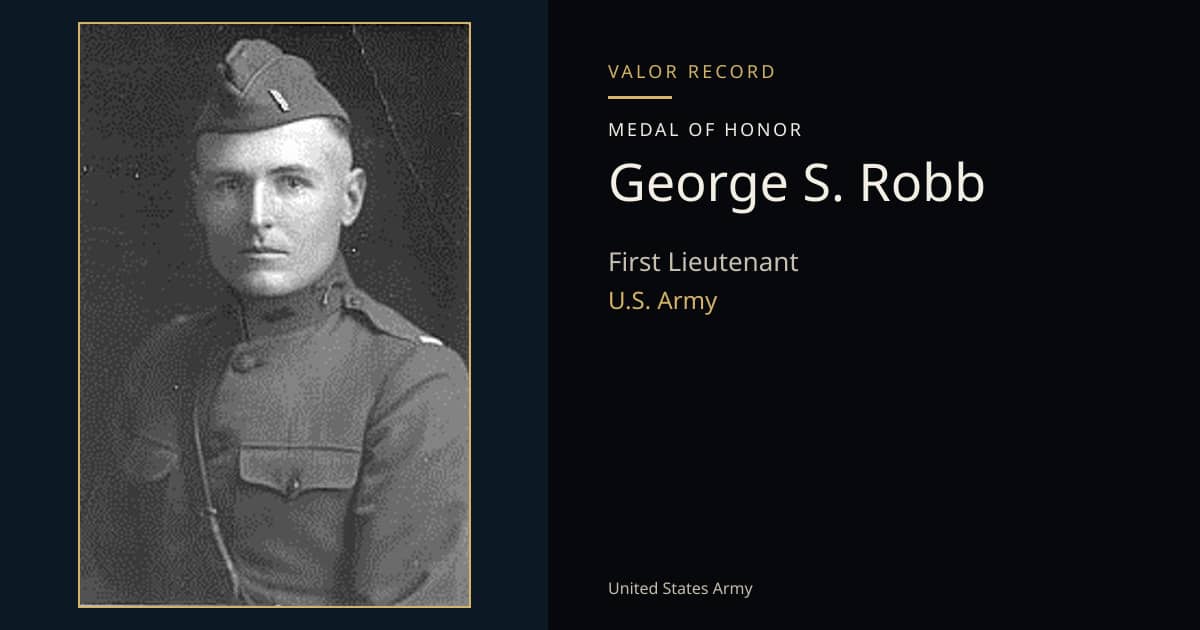 VALOR RECORD
MEDAL OF HONOR
George S. Robb
First Lieutenant
U.S. Army
United States Army